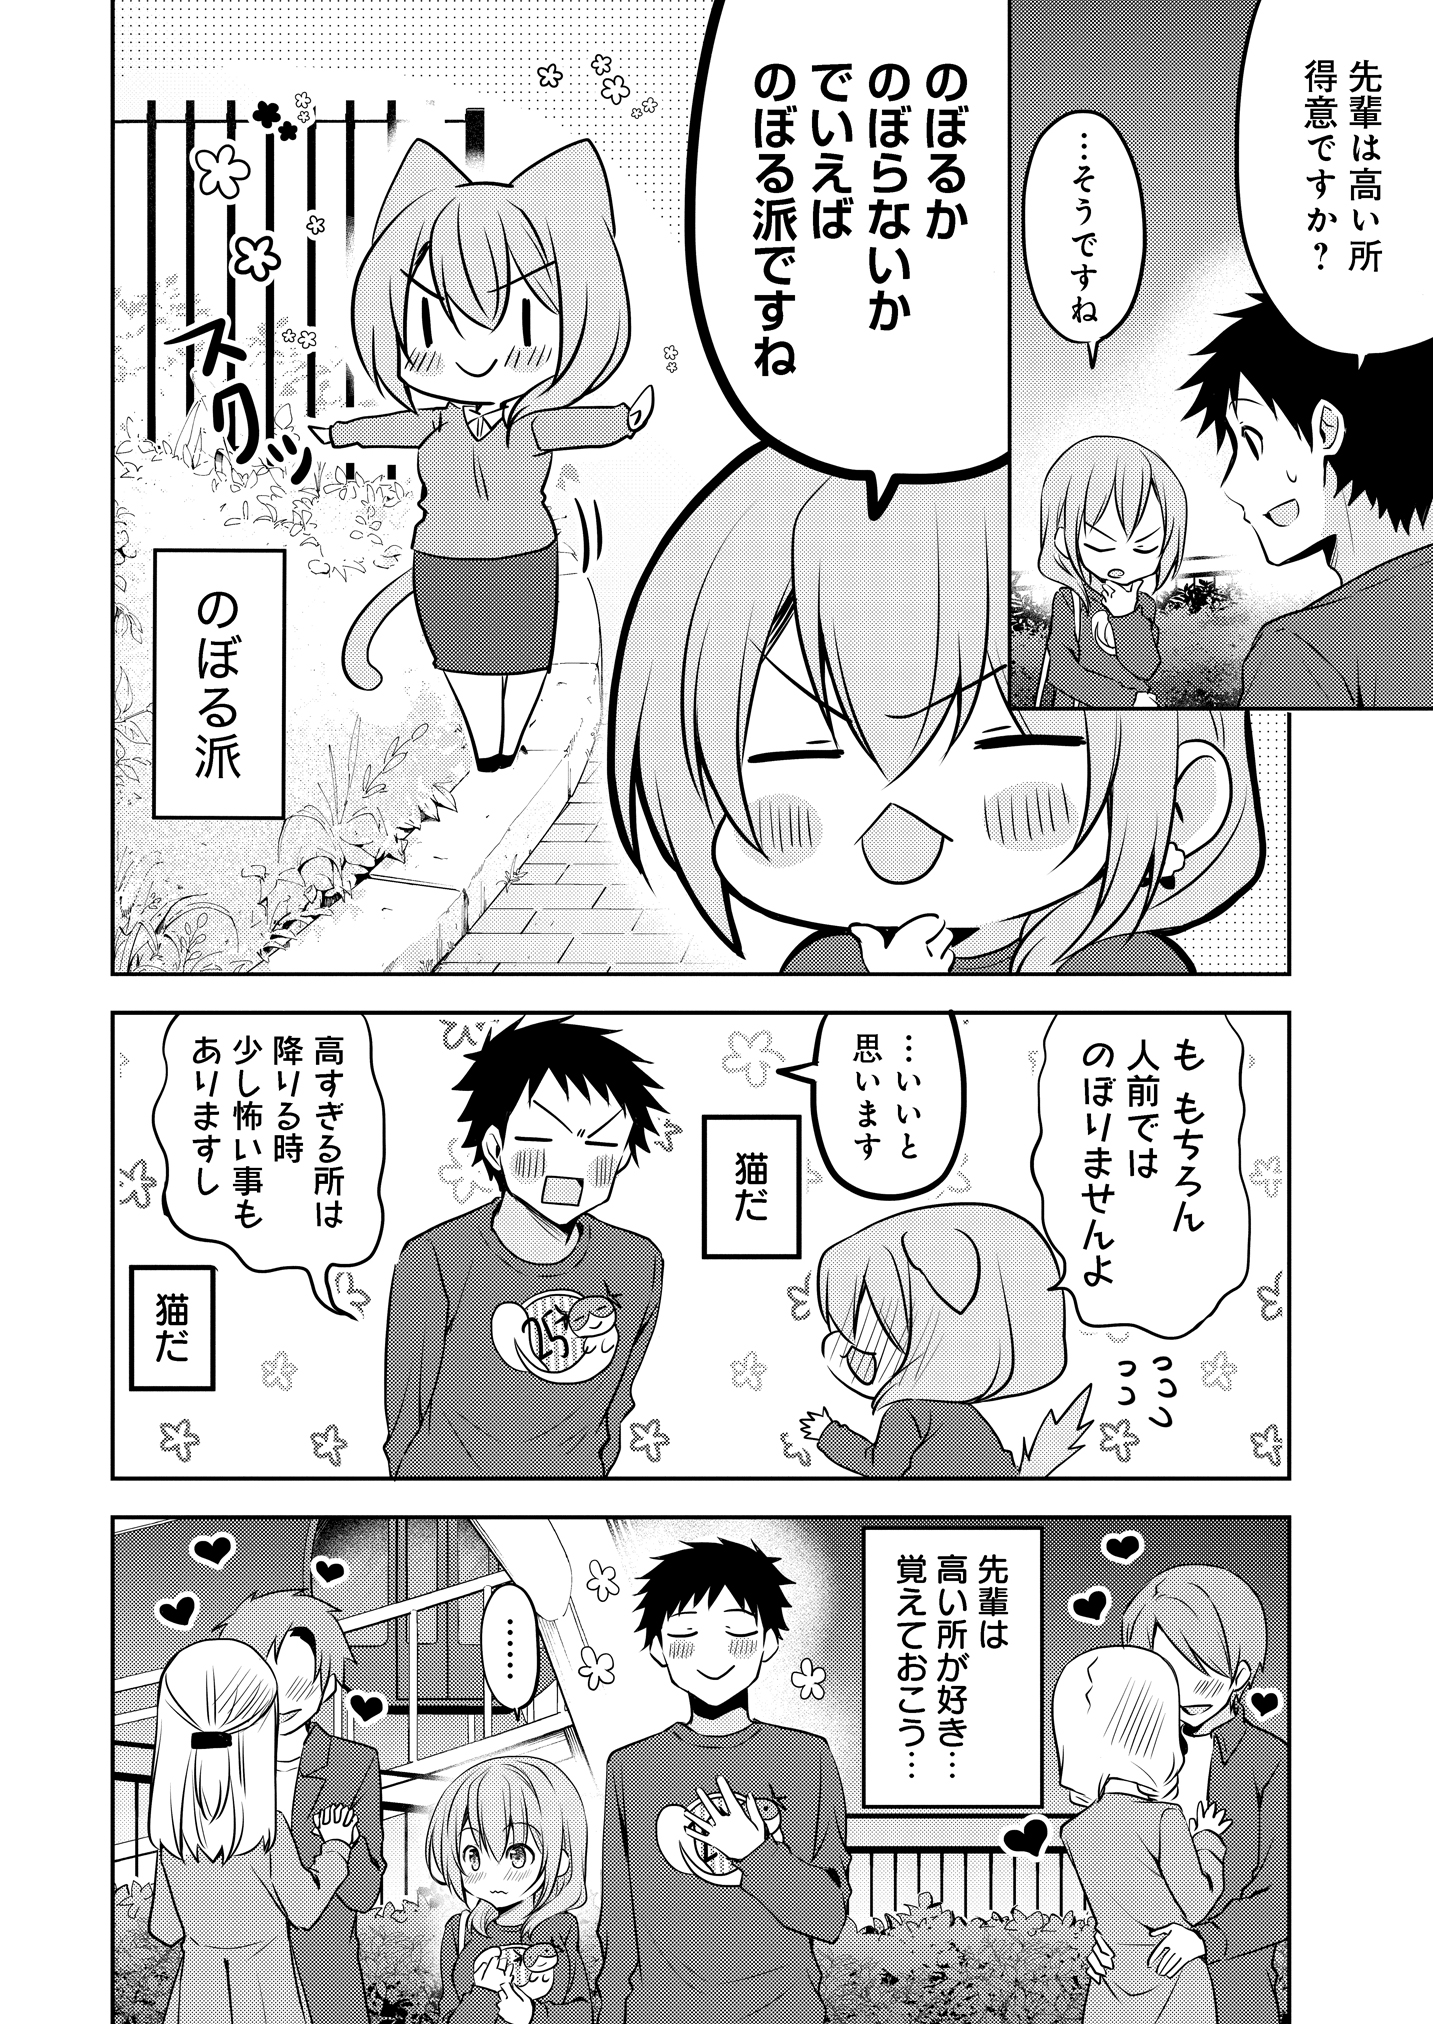 先輩は高い所
得意ですか？
…そうですね
のぼるか
のぼらないか
でいえば
のぼる派ですね
スクッ
のぼる派
も もちろん
人前では
のぼりませんよ
…いいと
思います
猫だ
高すぎる所は
降りる時
少し怖い事も
ありますし
猫だ
25
先輩は
高い所が好き…
覚えておこう…
……